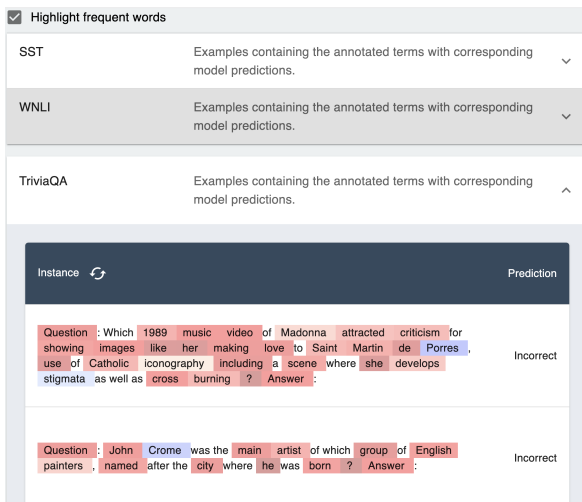 Highlight frequent words
SST Examples containing the annotated terms with corresponding
model predictions.
WNLI Examples containing the annotated terms with corresponding
model predictions.
TriviaQA Examples containing the annotated terms with corresponding
model predictions.
Instance Prediction
Question : Which 1989 music video of Madonna attracted criticism for
showing images like her making love to Saint Martin de Porres ,
use of Catholic iconography including a scene where she develops
stigmata as well as cross burning ? Answer :
Incorrect
Question : John Crome was the main artist of which group of English
painters , named after the city where he was born ? Answer :
Incorrect